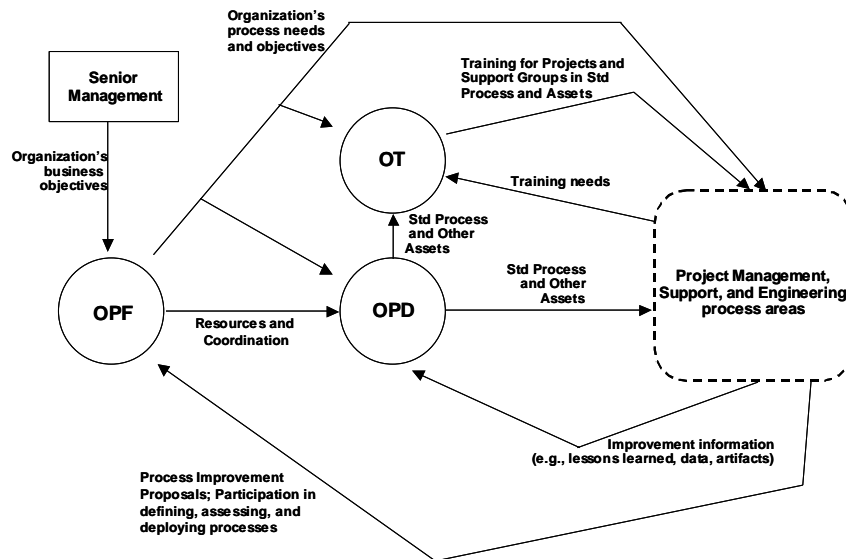 Organization's
process needs
and objectives
Senior
Management
Training for Projects and
Support Groups in Std
Process and Assets
Organization's
business
objectives
OT
Training needs
Std Process
and Other
Assets
Std Process
and Other
Assets
Project Management,
Support, and Engineering
process areas
OPF
OPD
Resources and
Coordination
Improvement information
(e.g., lessons learned, data, artifacts)
Process Improvement
Proposals; Participation in
defining, assessing, and
deploying processes